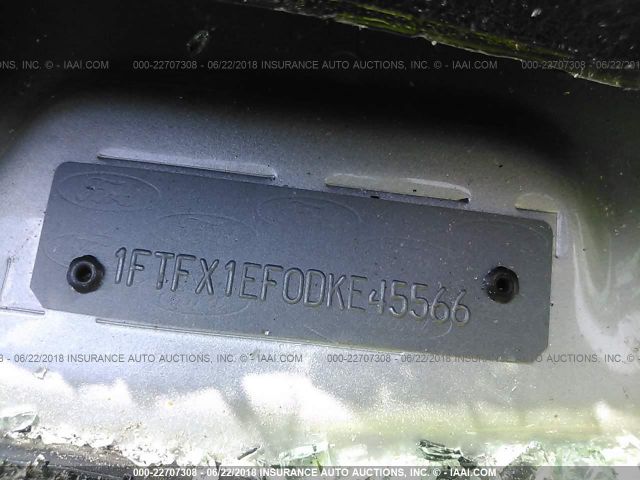 000-22707308 - 06/22/2018 INSURANCE AUTO AUCTIONS, INC. © - IAAI.COM
1FTFX1EF0DKE45566
000-22707308 - 06/22/2018 INSURANCE AUTO AUCTIONS, INC. © - IAAI.COM
000-22707308 - 06/22/2018 INSURANCE AUTO AUCTIONS, INC. © - IAAI.COM